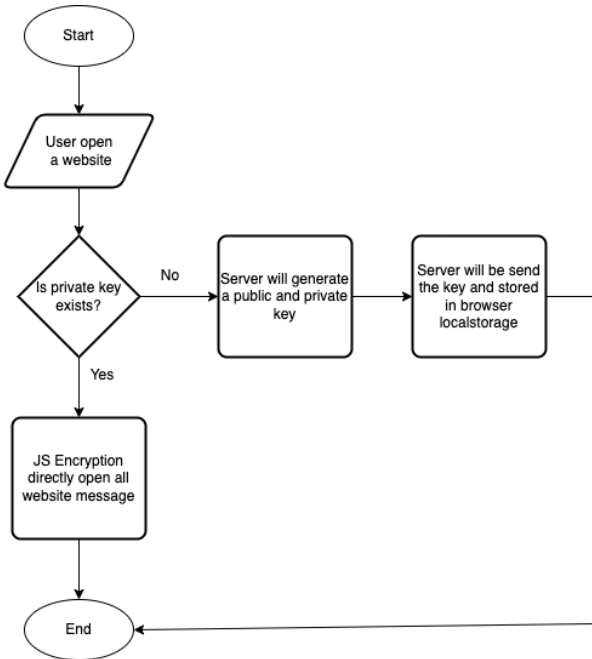 Start
User open
a website
Is private key
exists?
No
Server will generate
a public and private
key
Server will be send
the key and stored
in browser
localstorage
Yes
JS Encryption
directly open all
website message
End